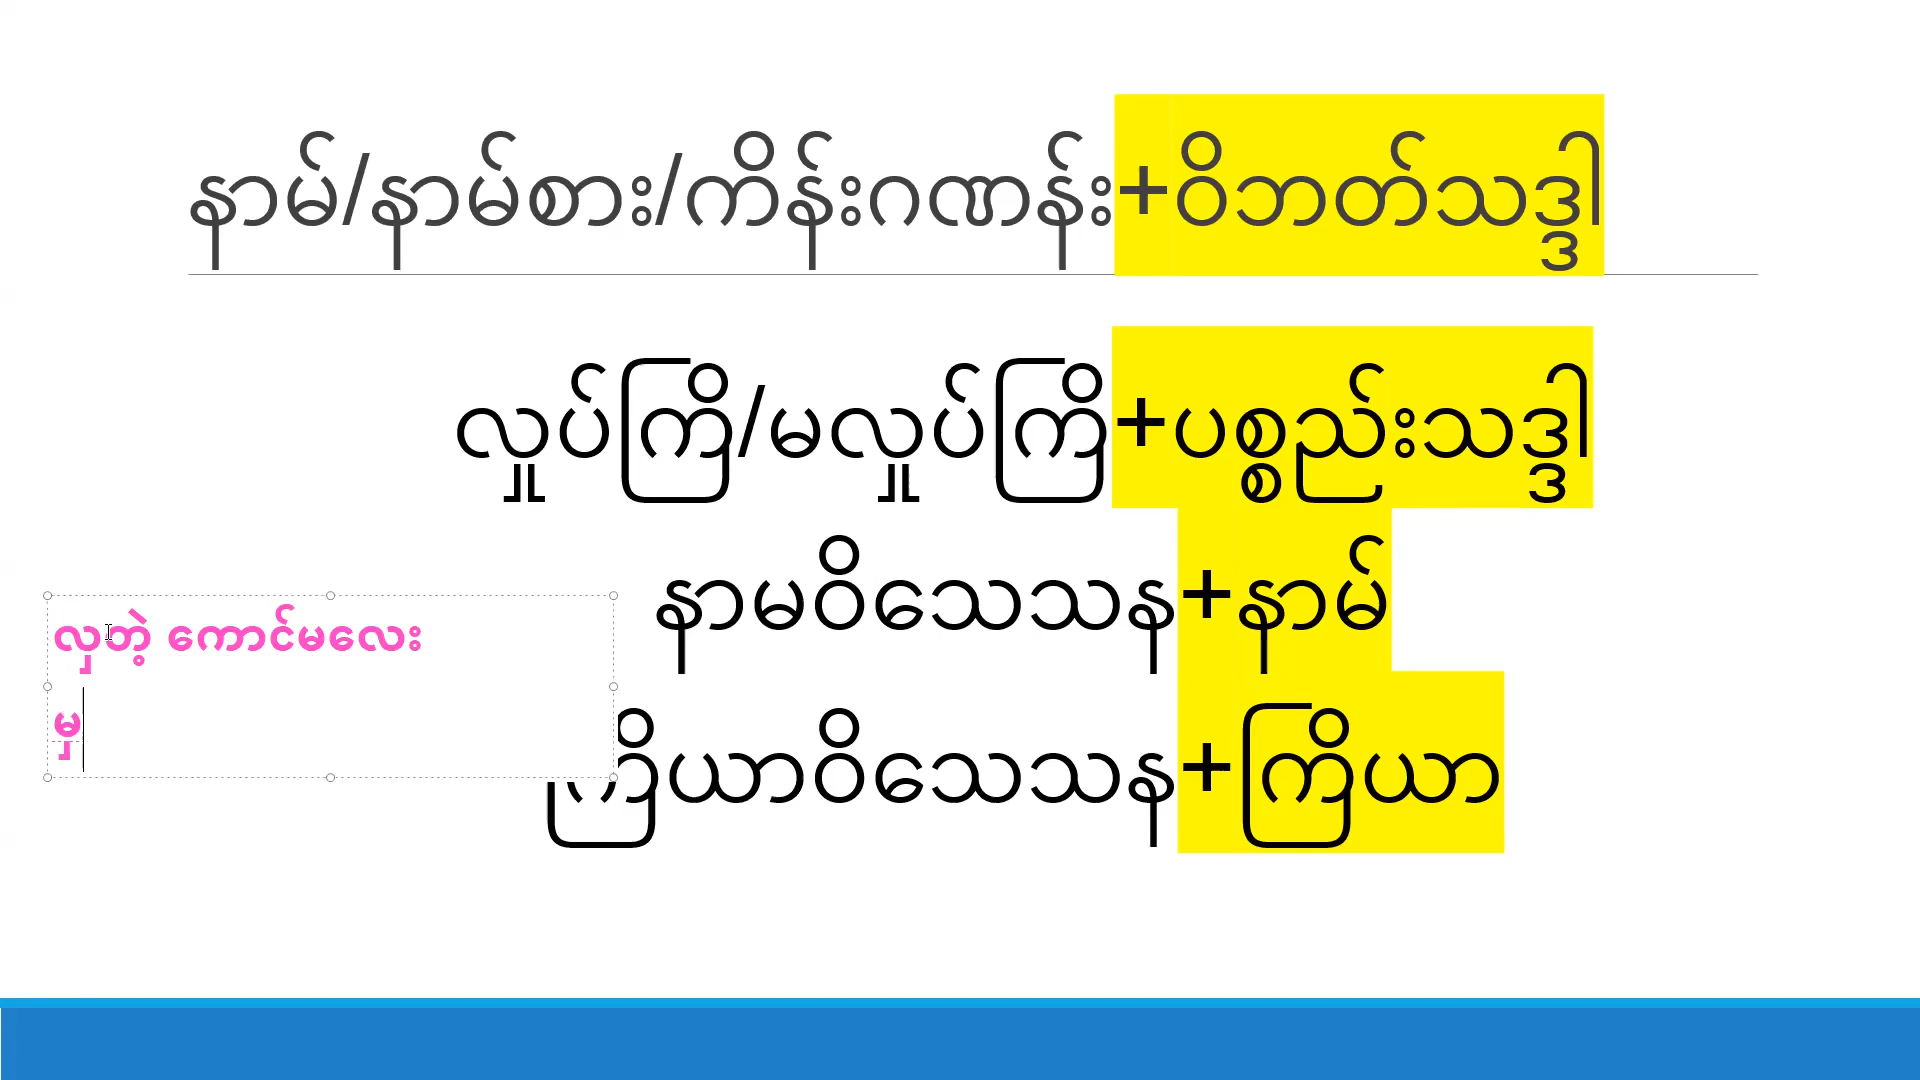 နာမ်/နာမ်စား/ကိန်းဂဏန်း+ဝိဘတ်သဒ္ဒါ
လှုပ်ကြိ/မလှုပ်ကြိ+ပစ္စည်းသဒ္ဒါ
နာမဝိသေသန+နာမ်
လှဘဲ့ ကောင်မလေး
မှ
ကြိယာဝိသေသန+ကြိယာ